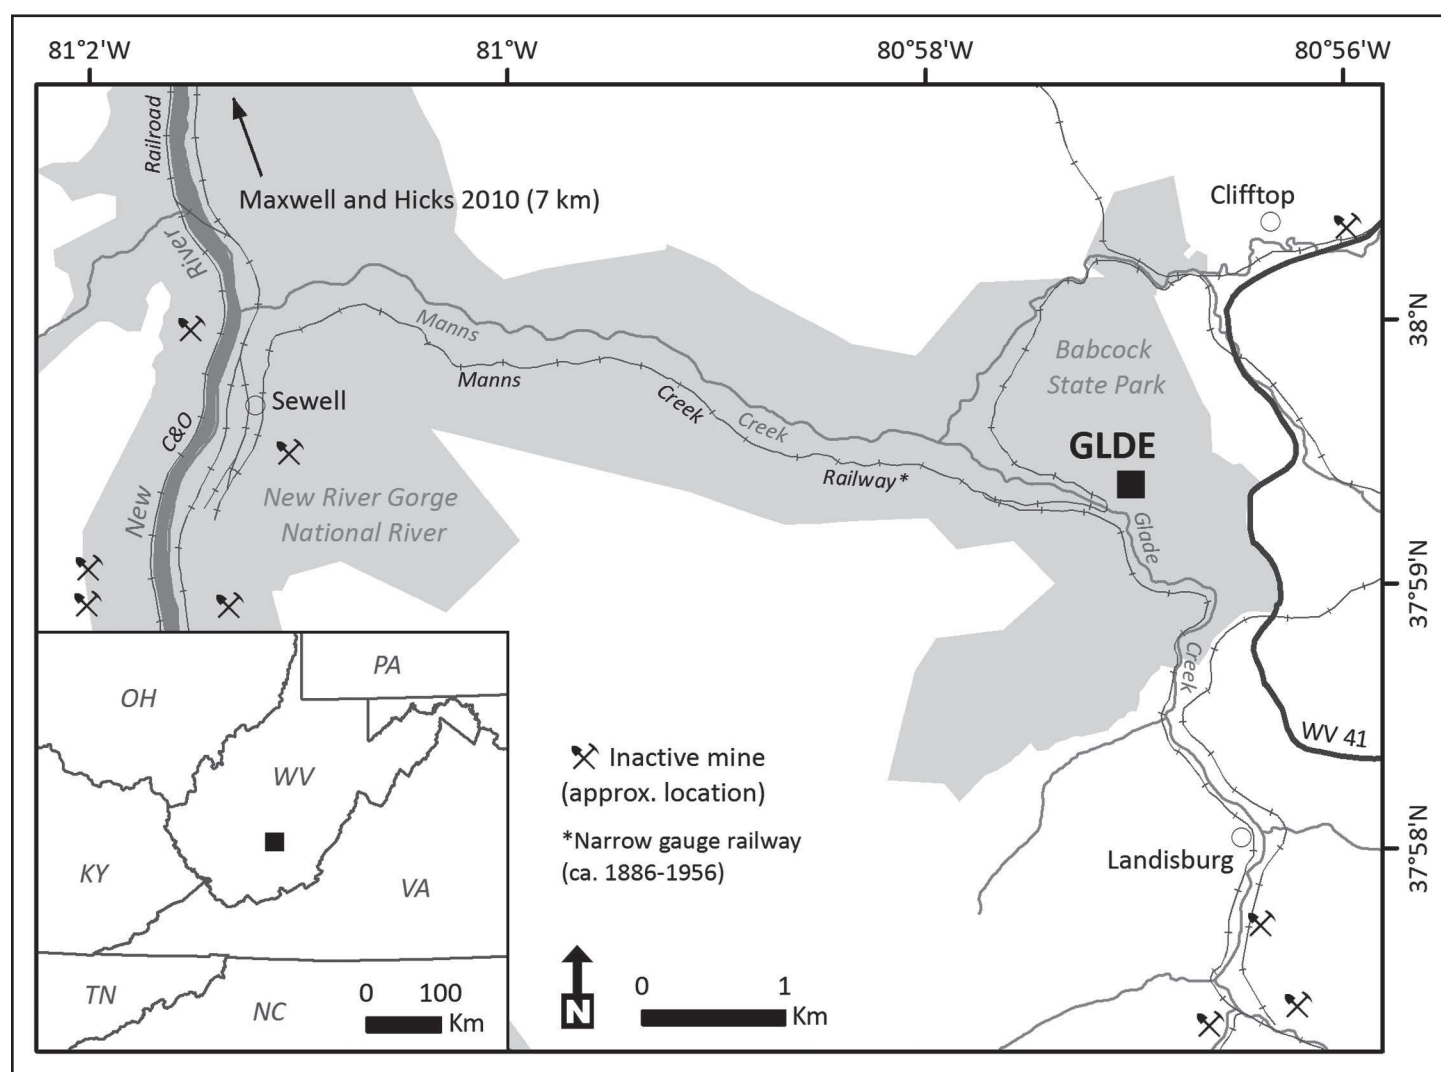 81°2'W
81°W
80°58'W
80°56'W
Railroad
Maxwell and Hicks 2010 (7 km)
Clifftop
River
38°N
Manns
Babcock
State Park
Manns
Sewell
Creek
Creek
C&O
GLDE
Railway*
New River Gorge
National River
New
Glade
37°59'N
Creek
PA
OH
WV 41
WV
Inactive mine
(approx. location)
*Narrow gauge railway
(ca. 1886-1956)
37°58'N
Landisburg
KY
VA
TN
NC
0 100
Km
N
0 1
Km